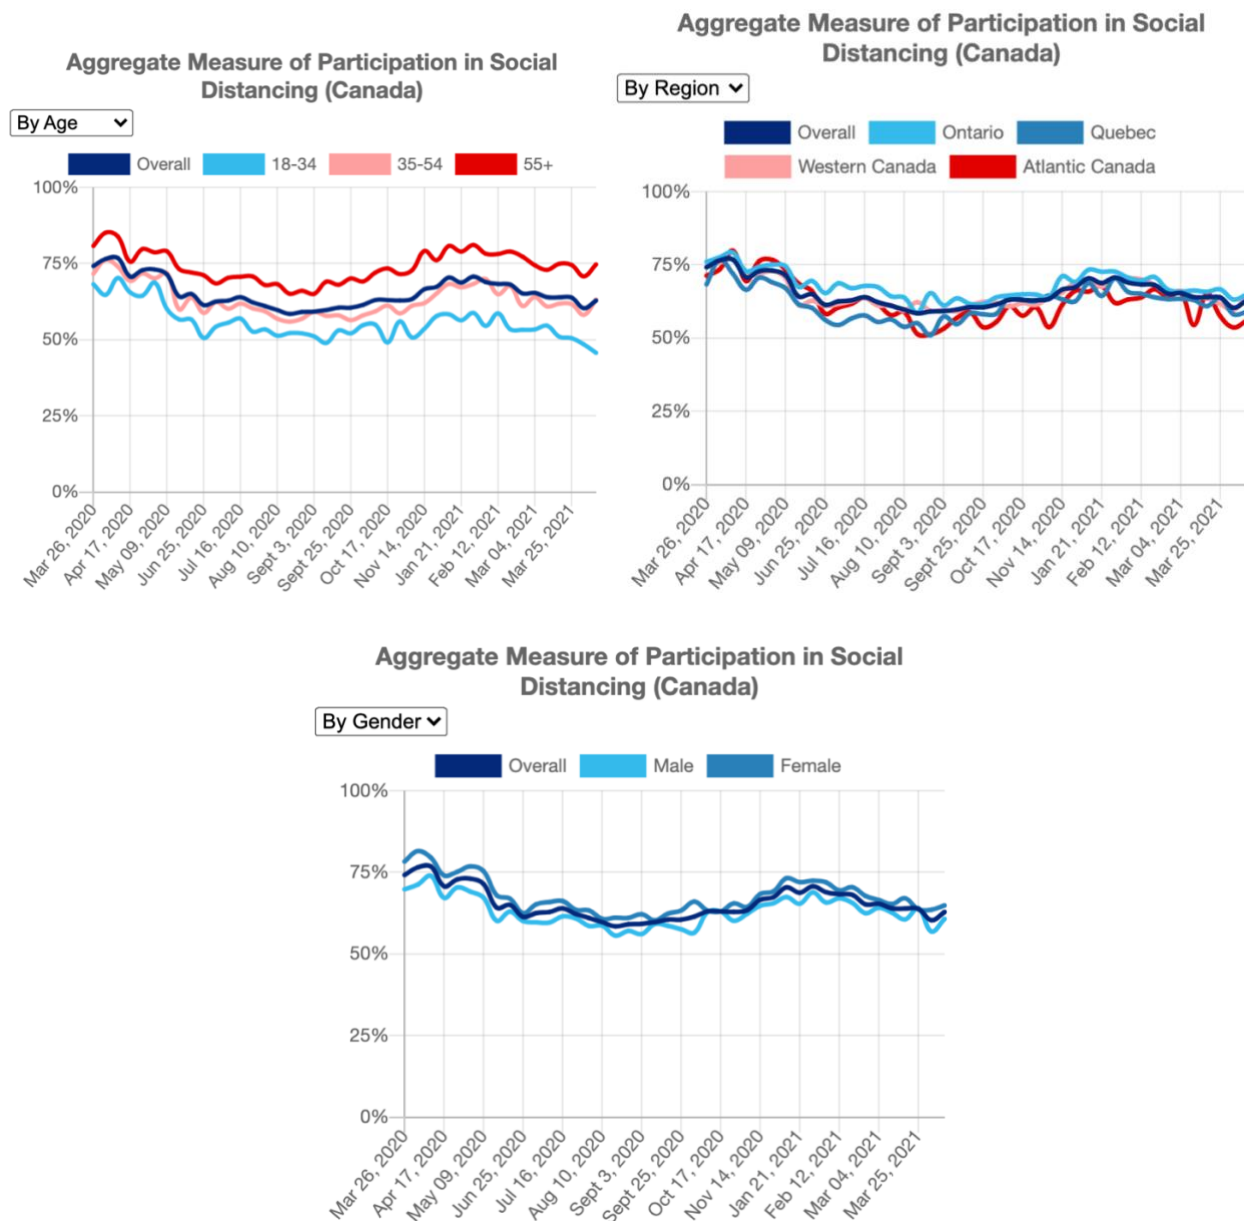 Aggregate Measure of Participation in Social
Distancing (Canada)
By Age
Overall 18-34 35-54 55+
100%
75%
50%
25%
0%
Mar 26, 2020
Apr 17, 2020
May 09, 2020
Jun 25, 2020
Jul 16, 2020
Aug 10, 2020
Sept 3, 2020
Sept 25, 2020
Oct 17, 2020
Nov 14, 2020
Jan 21, 2021
Feb 12, 2021
Mar 04, 2021
Mar 25, 2021
Aggregate Measure of Participation in Social
Distancing (Canada)
By Region
Overall Ontario Quebec
Western Canada Atlantic Canada
100%
75%
50%
25%
0%
Mar 26, 2020
Apr 17, 2020
May 09, 2020
Jun 25, 2020
Jul 16, 2020
Aug 10, 2020
Sept 3, 2020
Sept 25, 2020
Oct 17, 2020
Nov 14, 2020
Jan 21, 2021
Feb 12, 2021
Mar 04, 2021
Mar 25, 2021
Aggregate Measure of Participation in Social
Distancing (Canada)
By Gender
Overall Male Female
100%
75%
50%
25%
0%
Mar 26, 2020
Apr 17, 2020
May 09, 2020
Jun 25, 2020
Jul 16, 2020
Aug 10, 2020
Sept 3, 2020
Sept 25, 2020
Oct 17, 2020
Nov 14, 2020
Jan 21, 2021
Feb 12, 2021
Mar 04, 2021
Mar 25, 2021